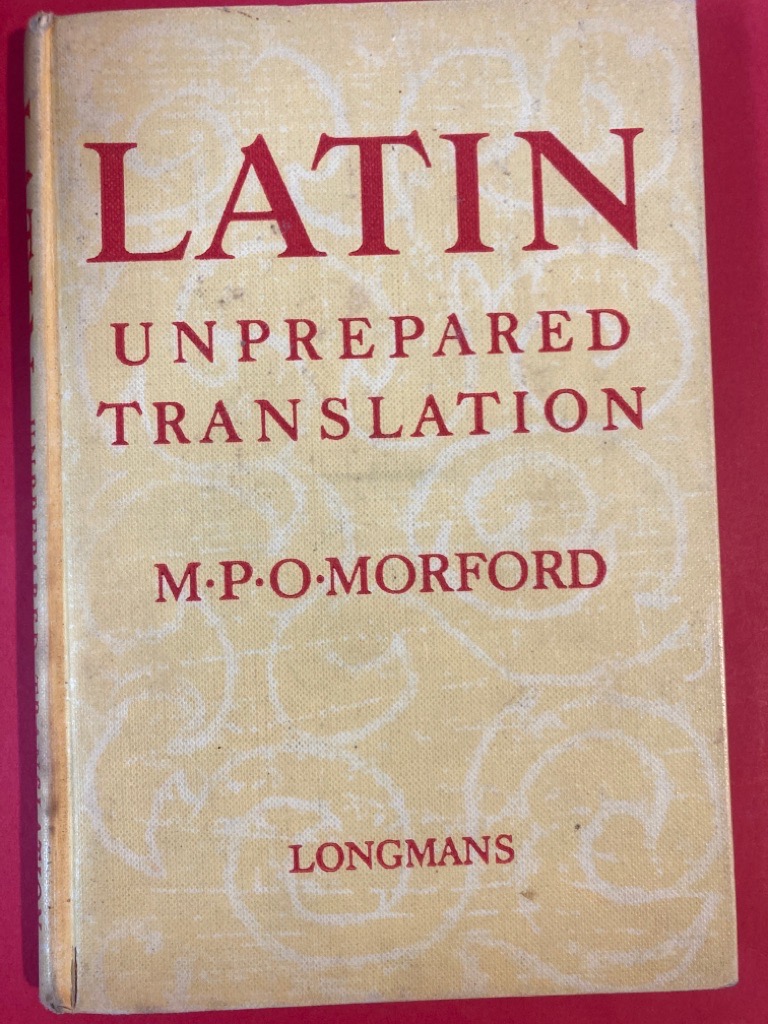 LATIN
UNPREPARED
TRANSLATION
M·P·O·MORFORD
LONGMANS